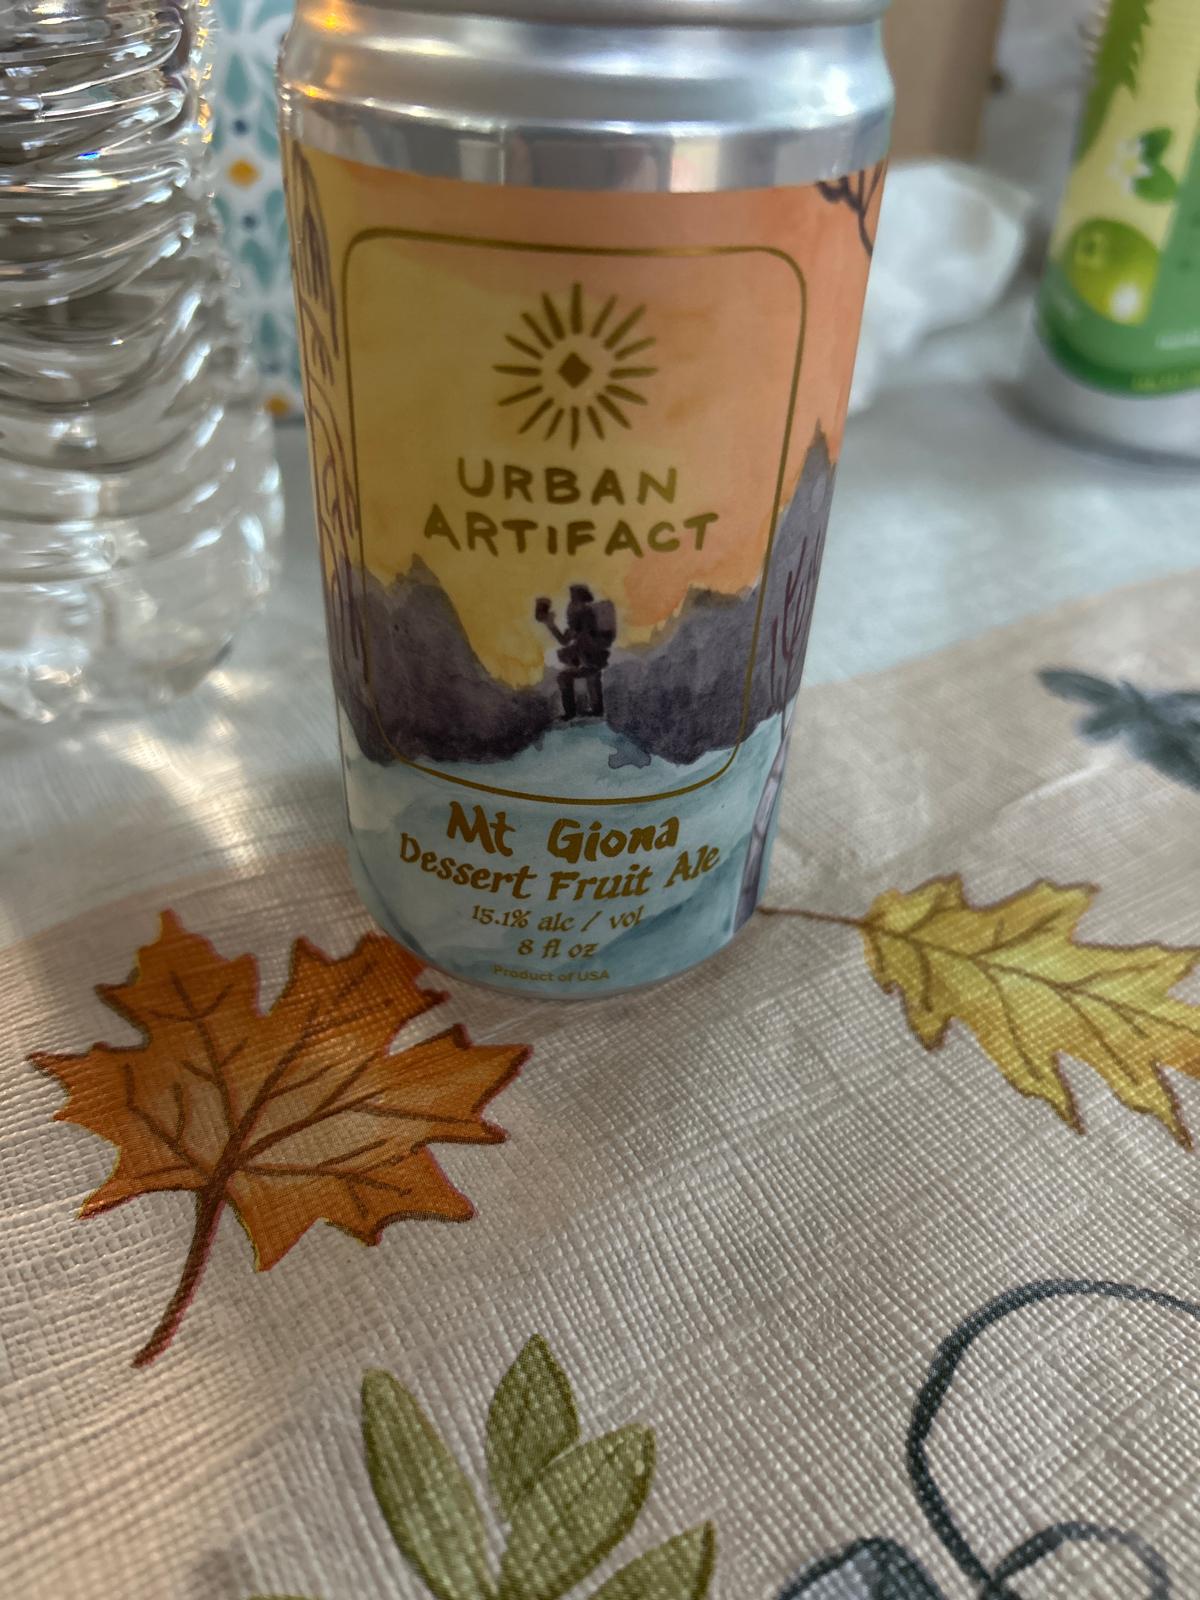 URBAN
ARTIFACT
Mt Giona
Dessert Fruit Ale
15.1% alc / vol
8 fl oz
Product of USA